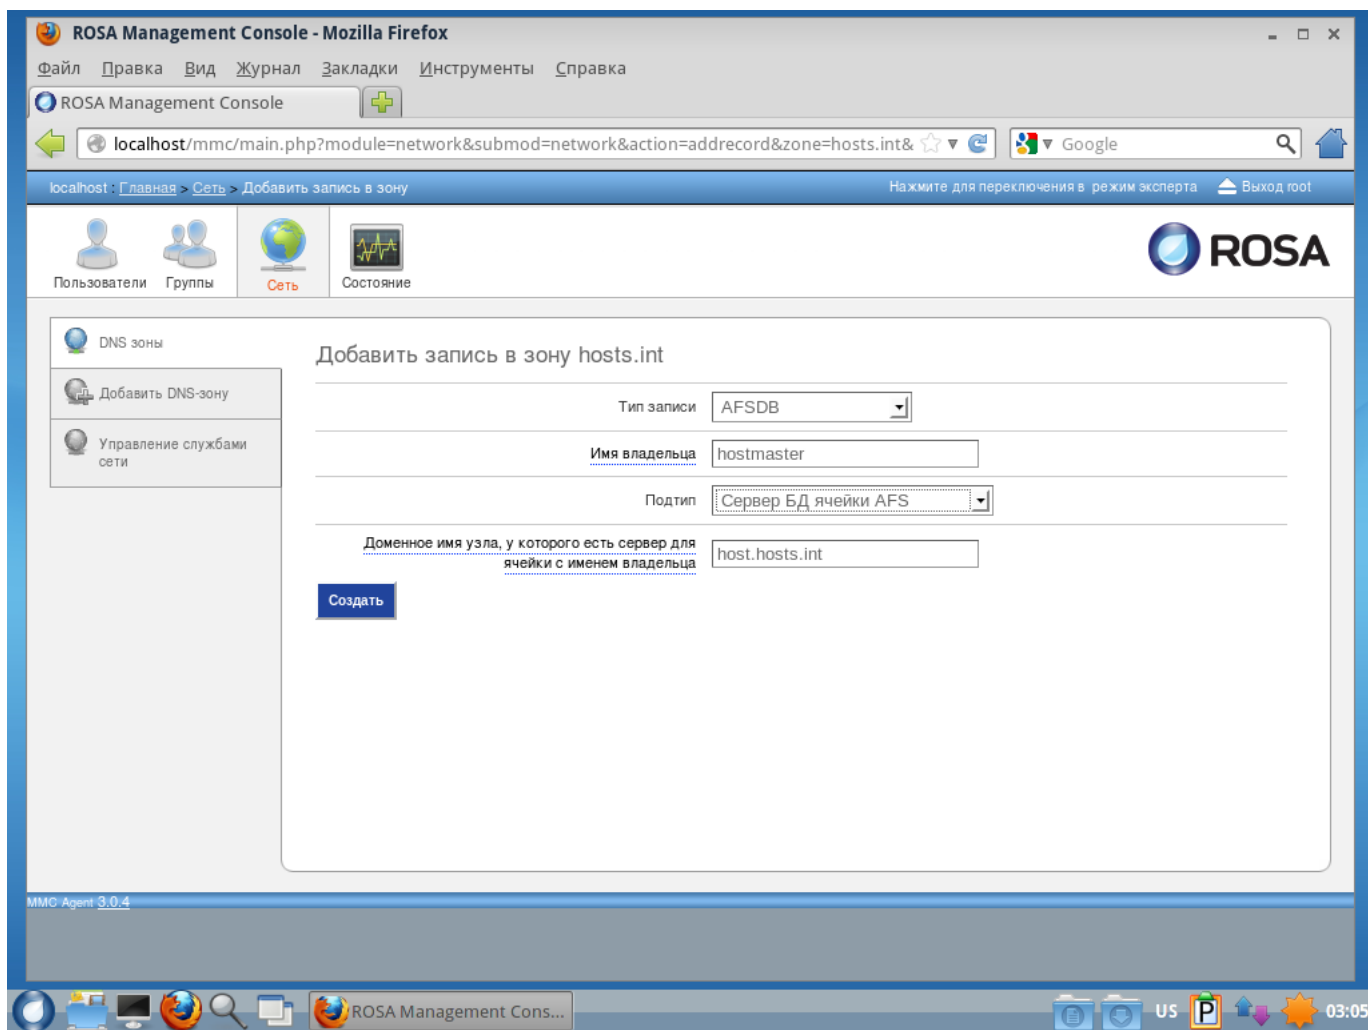 ROSA Management Console - Mozilla Firefox
Файл Правка Вид Журнал Закладки Инструменты Справка
ROSA Management Console
localhost/mmc/main.php?module=network&submod=network&action=addrecord&zone=hosts.int& Google
localhost : Главная > Сеть > Добавить запись в зону Нажмите для переключения в режим эксперта Выход root
Пользователи Группы Сеть Состояние
ROSA
DNS зоны
Добавить DNS-зону
Управление службами
сети
Добавить запись в зону hosts.int
Тип записи AFSDB
Имя владельца hostmaster
Подтип Сервер БД ячейки AFS
Доменное имя узла, у которого есть сервер для
ячейки с именем владельца host.hosts.int
Создать
MMC Agent 3.0.4
ROSA Management Cons... US P 03:05